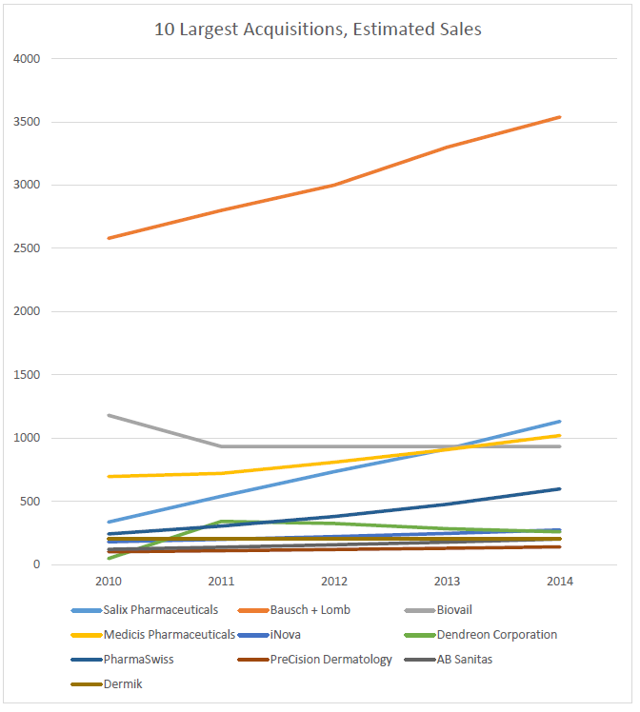 10 Largest Acquisitions, Estimated Sales
4000
3500
3000
2500
2000
1500
1000
500
0
2010 2011 2012 2013 2014
Salix Pharmaceuticals Bausch + Lomb Biovail
Medicis Pharmaceuticals iNova Dendreon Corporation
PharmaSwiss PreCision Dermatology AB Sanitas
Dermik